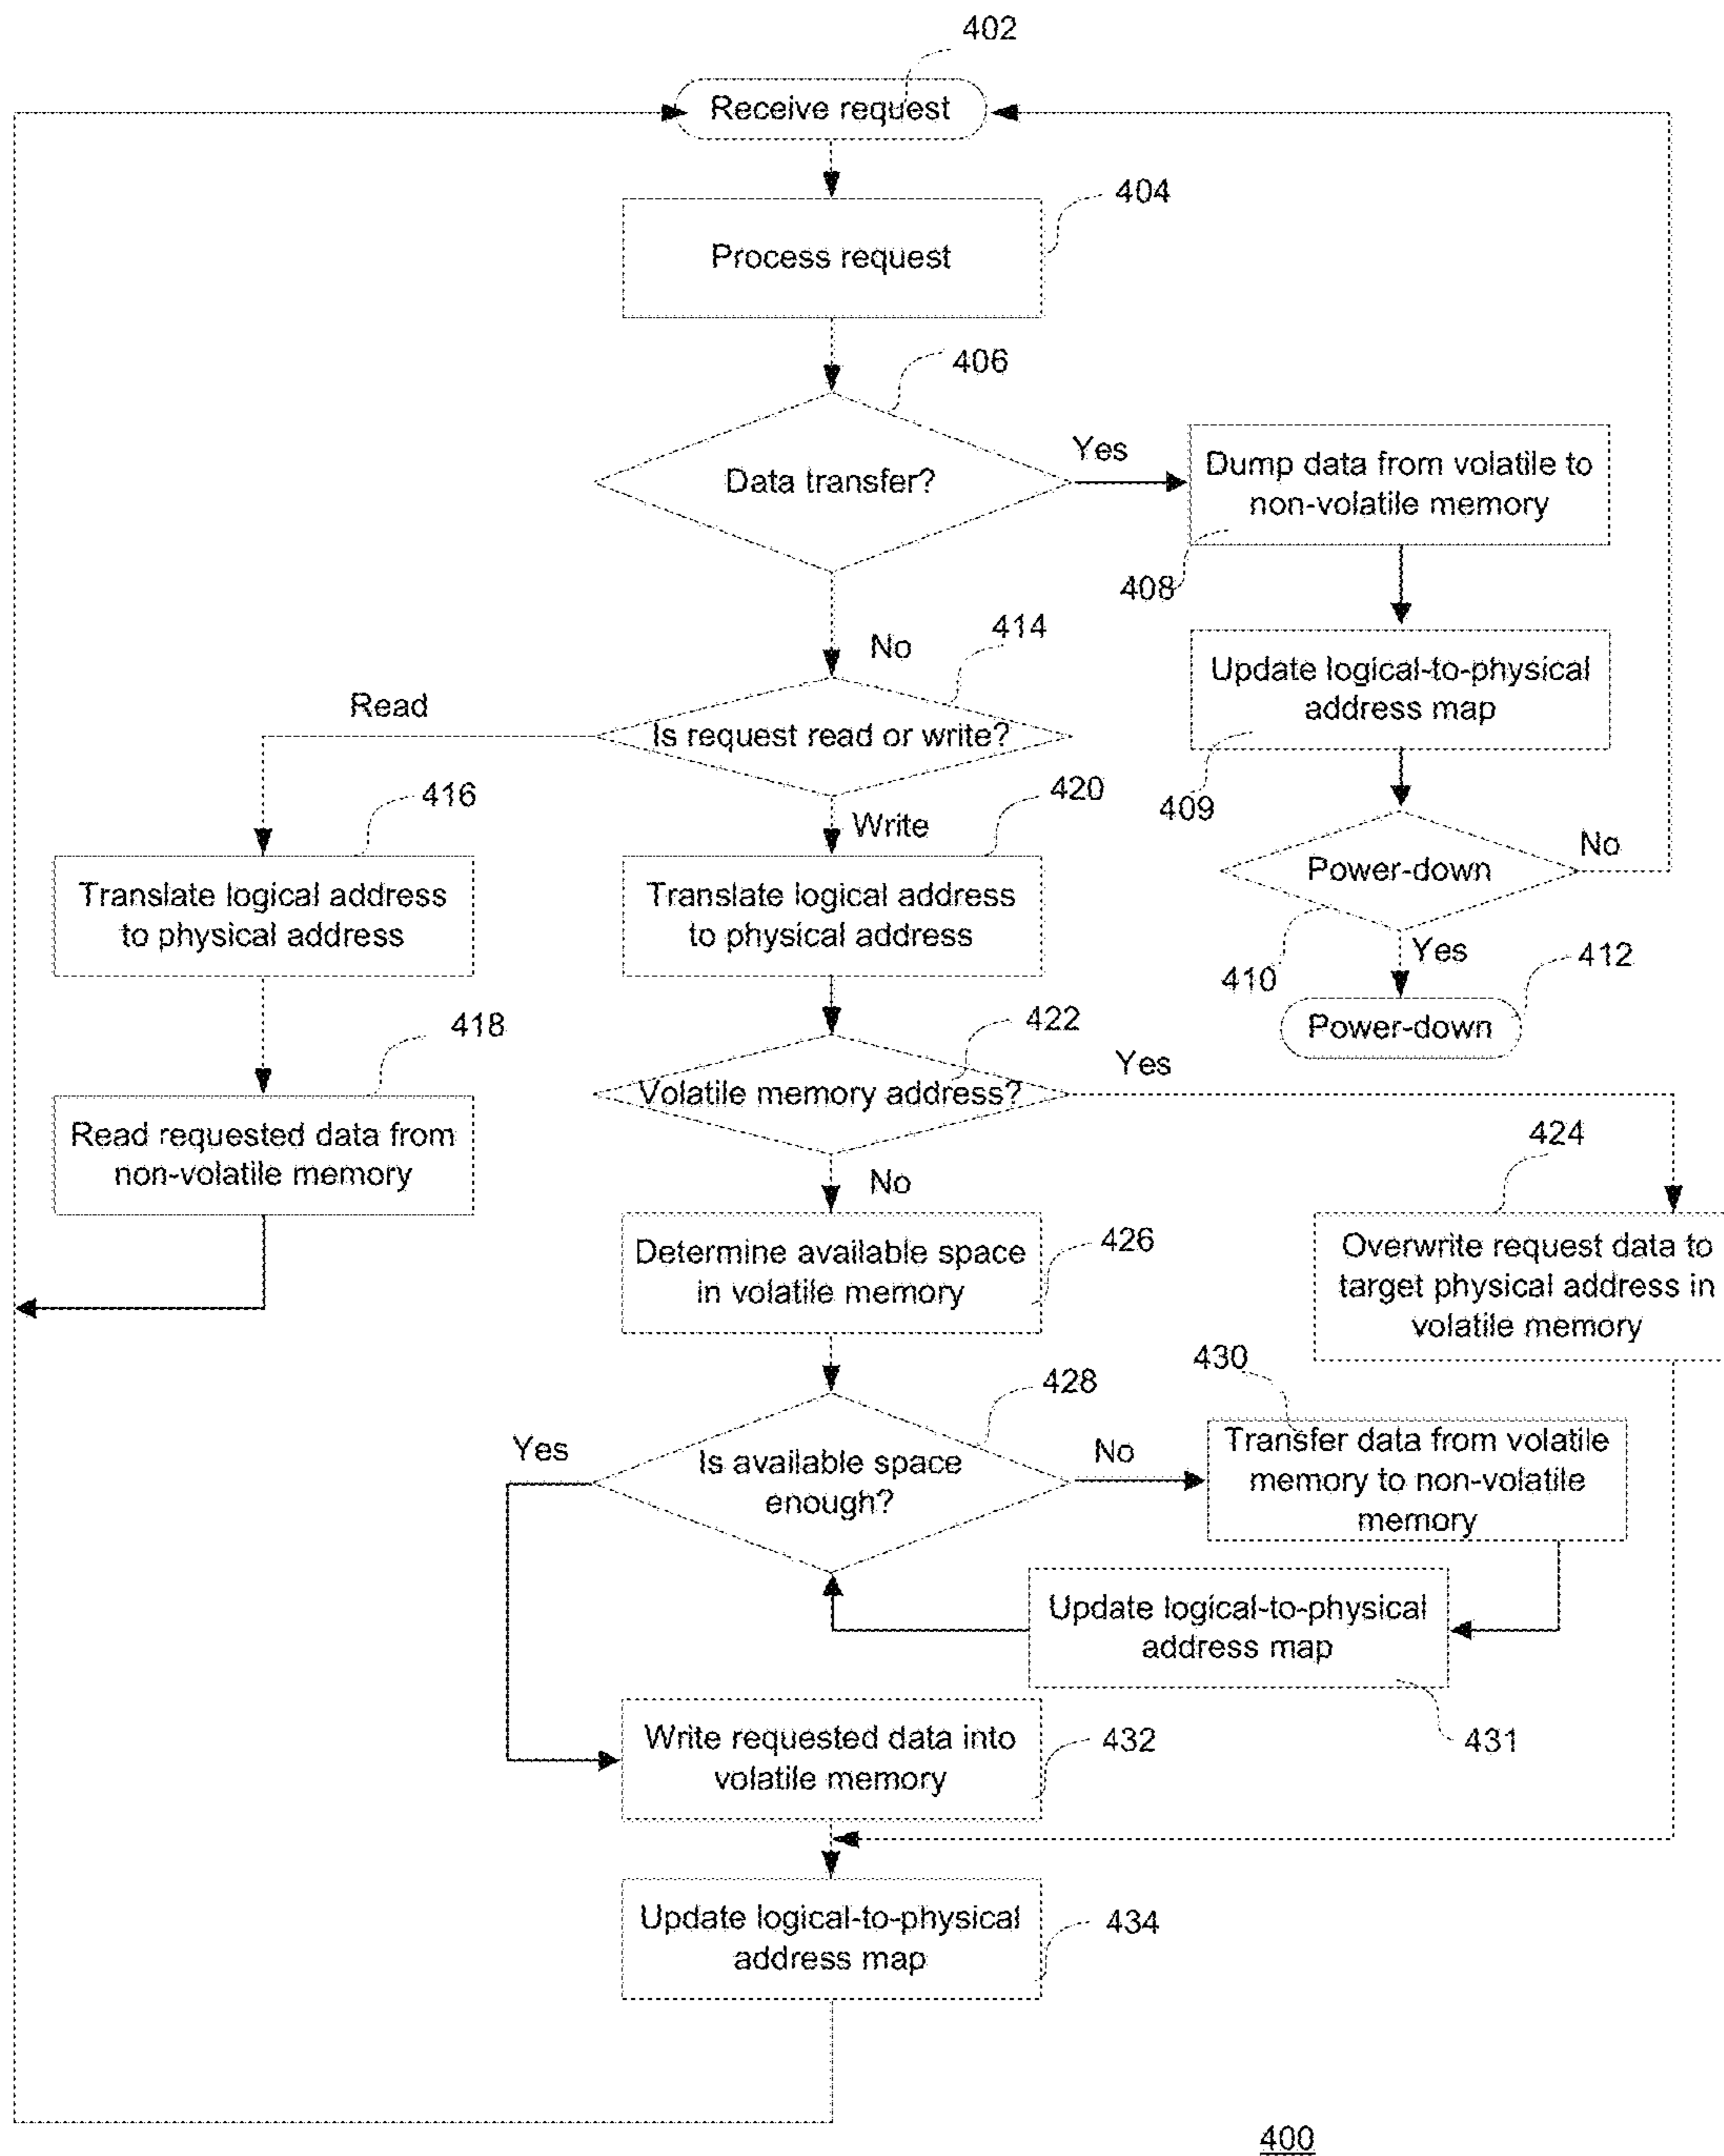 402
Receive request
404
Process request
406
Data transfer?
Yes
Dump data from volatile to
non-volatile memory
408
No
414
Update logical-to-physical
address map
409
Read
Is request read or write?
416
420
Write
Power-down
No
410
Yes
412
Power-down
Translate logical address
to physical address
Translate logical address
to physical address
418
422
Volatile memory address?
Yes
Read requested data from
non-volatile memory
No
424
Determine available space
in volatile memory
426
Overwrite request data to
target physical address in
volatile memory
428
430
Yes
Is available space
enough?
No
Transfer data from volatile
memory to non-volatile
memory
Update logical-to-physical
address map
431
Write requested data into
volatile memory
432
Update logical-to-physical
address map
434
400